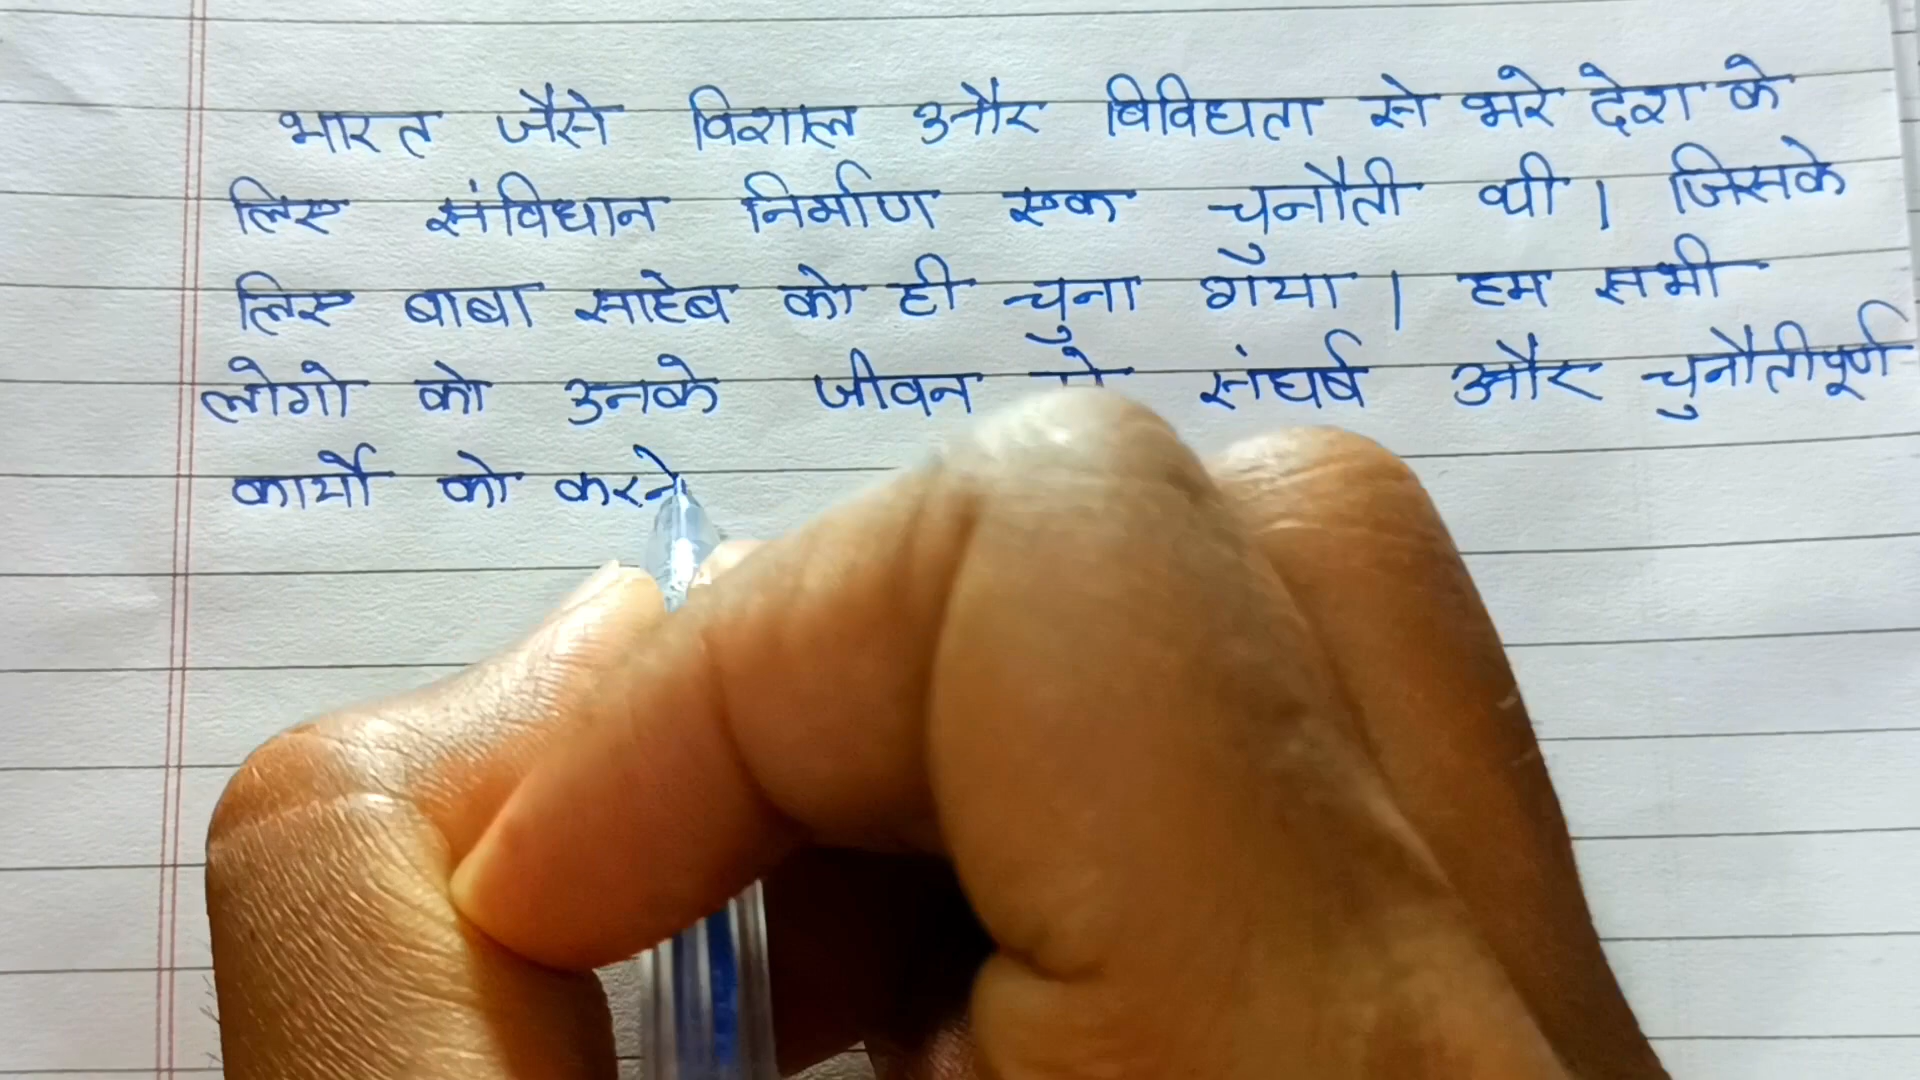 भारत जैसे विशाल और विविधता से भरे देश के
लिए संविधान निर्माण एक चुनौती थी। जिसके
लिए बाबा साहेब को ही चुना गया। हम सभी
लोगो को उनके जीवन संघर्ष और चुनौतीपूर्ण
कार्यों को करने